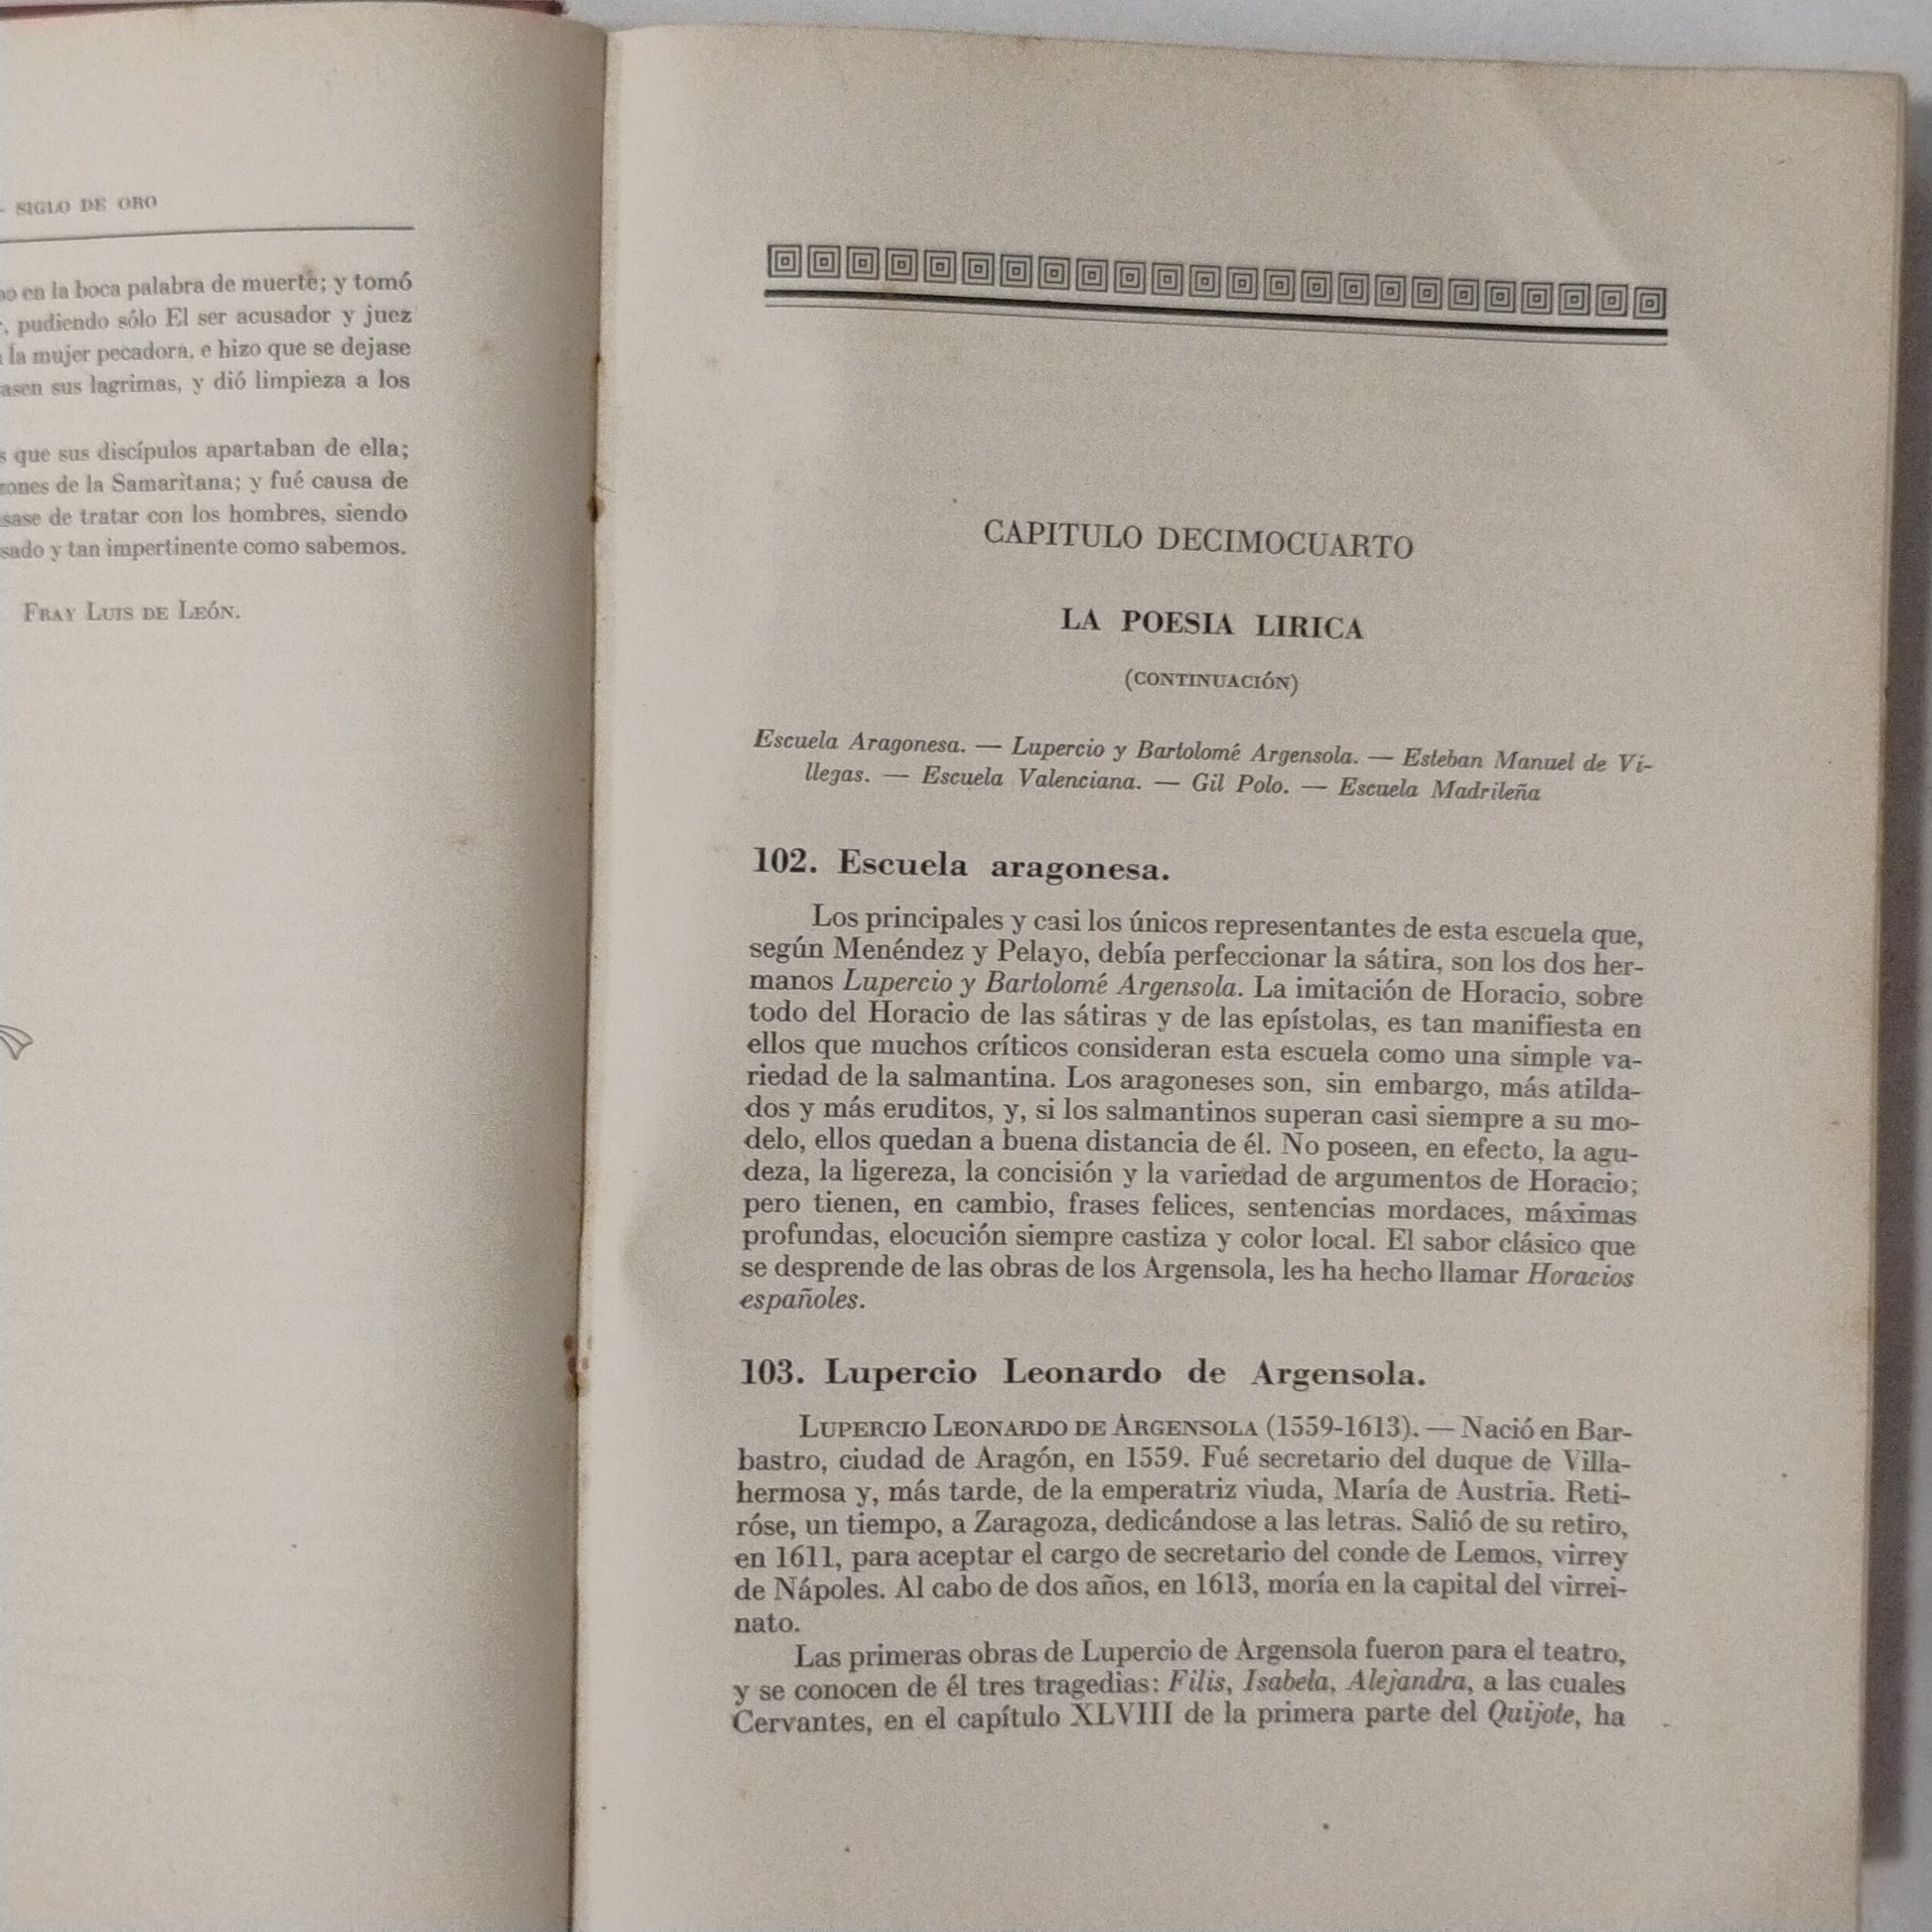 SIGLO DE ORO
en la boca palabra de muerte; y tomó
pudiendo sólo El ser acusador y juez
la mujer pecadora, e hizo que se dejase
sus lagrimas, y dió limpieza a los
que sus discípulos apartaban de ella;
de la Samaritana; y fué causa de
de tratar con los hombres, siendo
y tan impertinente como sabemos.
FRAY LUIS DE LEÓN.
CAPITULO DECIMOCUARTO
LA POESIA LIRICA
(CONTINUACIÓN)
Escuela Aragonesa. — Lupercio y Bartolomé Argensola. — Esteban Manuel de Vi-
llegas. — Escuela Valenciana. — Gil Polo. — Escuela Madrileña
102. Escuela aragonesa.
Los principales y casi los únicos representantes de esta escuela que,
según Menéndez y Pelayo, debía perfeccionar la sátira, son los dos her-
manos Lupercio y Bartolomé Argensola. La imitación de Horacio, sobre
todo del Horacio de las sátiras y de las epístolas, es tan manifiesta en
ellos que muchos críticos consideran esta escuela como una simple va-
riedad de la salmantina. Los aragoneses son, sin embargo, más atilda-
dos y más eruditos, y, si los salmantinos superan casi siempre a su mo-
delo, ellos quedan a buena distancia de él. No poseen, en efecto, la agu-
deza, la ligereza, la concisión y la variedad de argumentos de Horacio;
pero tienen, en cambio, frases felices, sentencias mordaces, máximas
profundas, elocución siempre castiza y color local. El sabor clásico que
se desprende de las obras de los Argensola, les ha hecho llamar Horacios
españoles.
103. Lupercio Leonardo de Argensola.
LUPERCIO LEONARDO DE ARGENSOLA (1559-1613). — Nació en Bar-
bastro, ciudad de Aragón, en 1559. Fué secretario del duque de Villa-
hermosa y, más tarde, de la emperatriz viuda, María de Austria. Reti-
róse, un tiempo, a Zaragoza, dedicándose a las letras. Salió de su retiro,
en 1611, para aceptar el cargo de secretario del conde de Lemos, virrey
de Nápoles. Al cabo de dos años, en 1613, moría en la capital del virrei-
nato.
Las primeras obras de Lupercio de Argensola fueron para el teatro,
y se conocen de él tres tragedias: Filis, Isabela, Alejandra, a las cuales
Cervantes, en el capítulo XLVIII de la primera parte del Quijote, ha